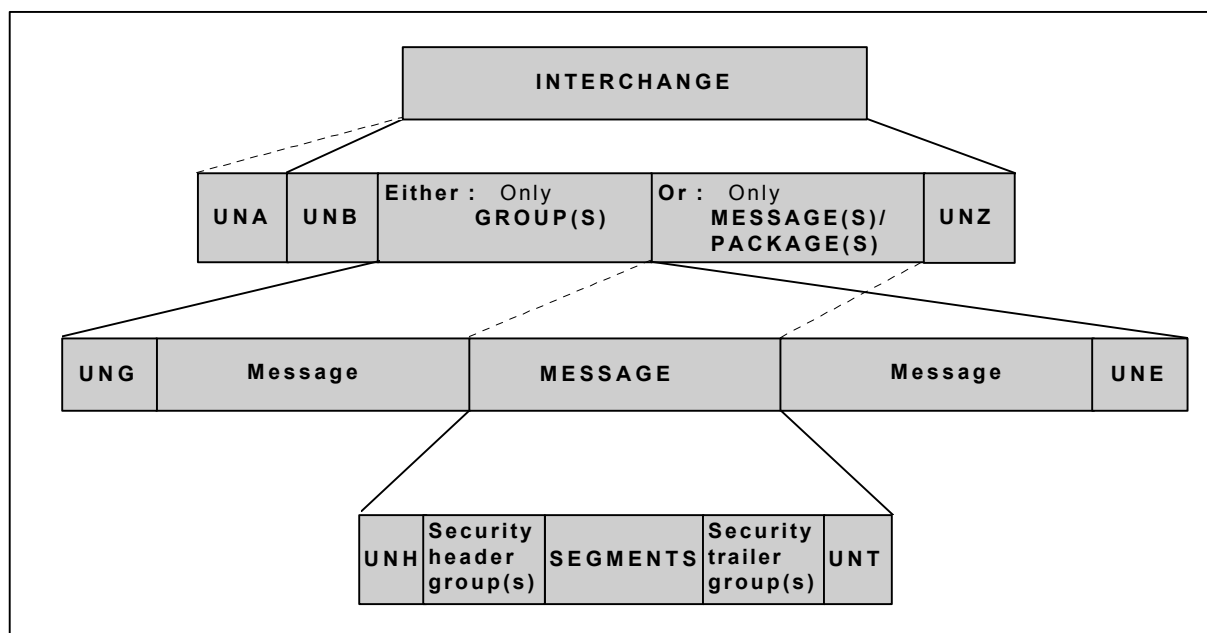 INTERCHANGE
UNA
UNB
Either : Only
GROUP(S)
Or : Only
MESSAGE(S)/
PACKAGE(S)
UNZ
UNG
Message
MESSAGE
Message
UNE
UNH
Security
header
group(s)
SEGMENTS
Security
trailer
group(s)
UNT